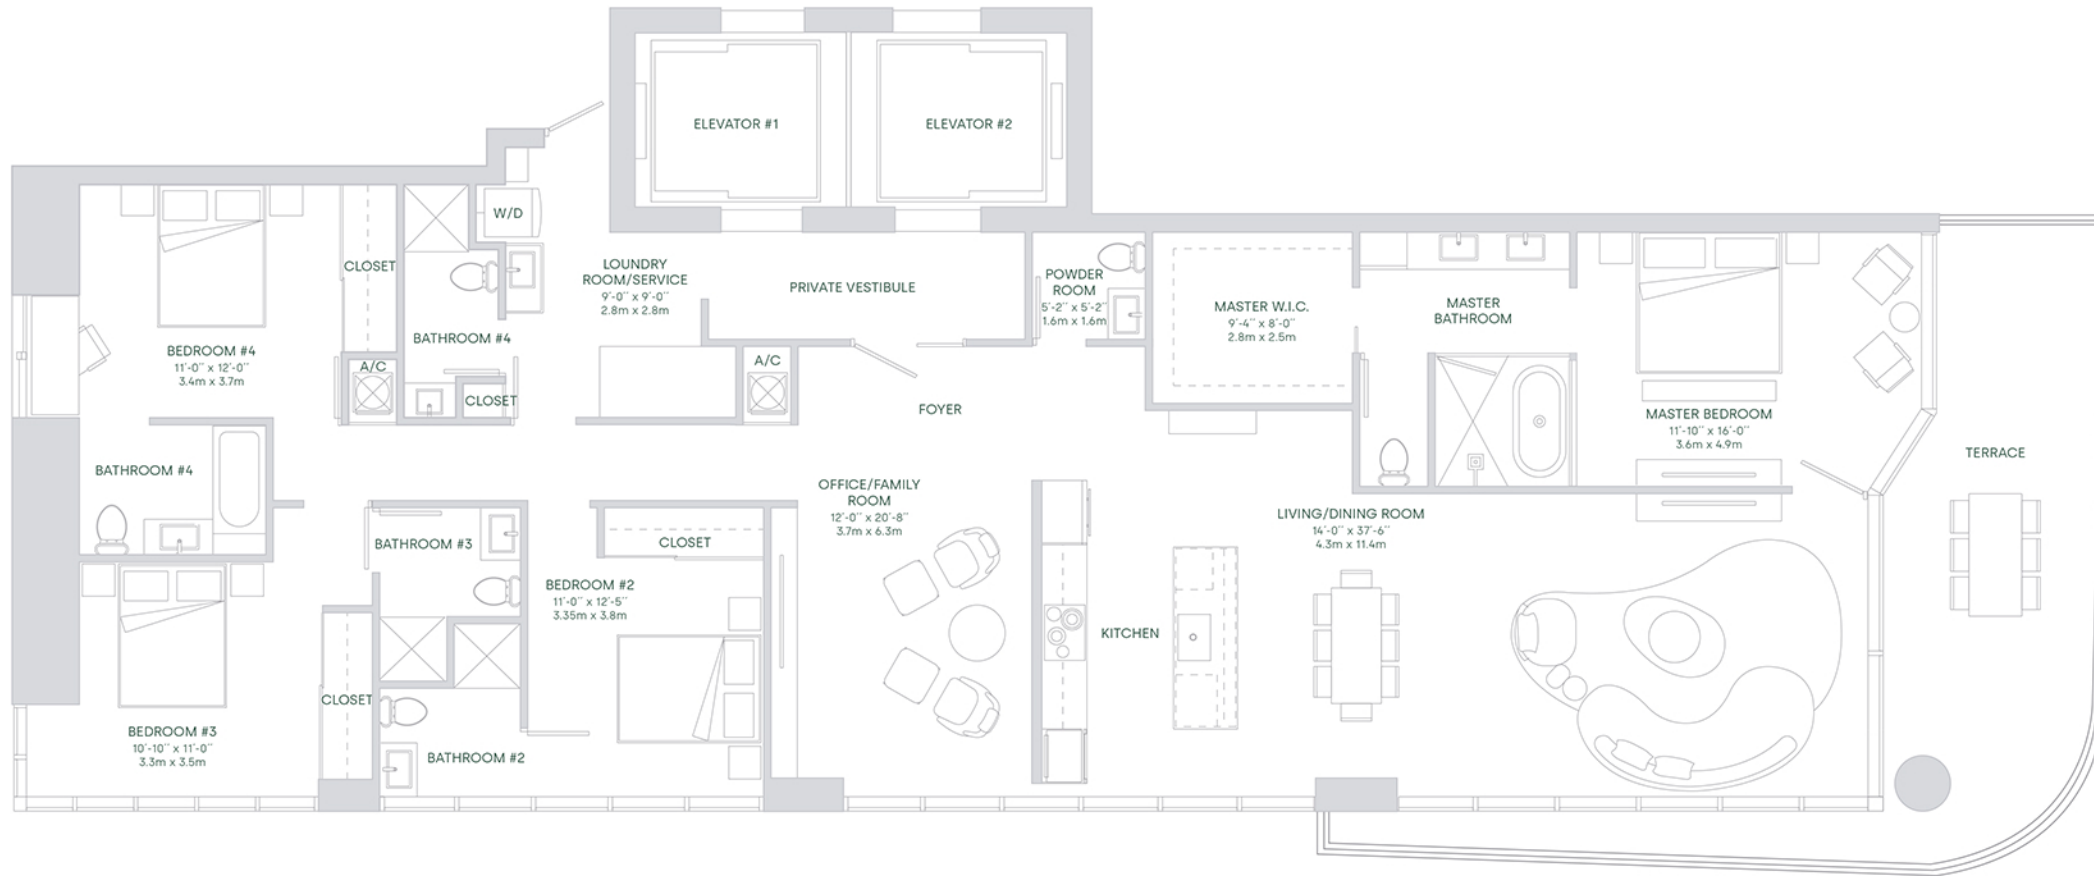 ELEVATOR #1
ELEVATOR #2
W/D
CLOSET
LOUNDRY
ROOM/SERVICE
9'-0'' x 9'-0''
2.8m x 2.8m
PRIVATE VESTIBULE
POWDER
ROOM
5'-2'' x 5'-2''
1.6m x 1.6m
MASTER W.I.C.
9'-4'' x 8'-0''
2.8m x 2.5m
MASTER
BATHROOM
BATHROOM #4
BEDROOM #4
11'-0'' x 12'-0''
3.4m x 3.7m
A/C
A/C
CLOSET
FOYER
MASTER BEDROOM
11'-10'' x 16'-0''
3.6m x 4.9m
TERRACE
BATHROOM #4
OFFICE/FAMILY
ROOM
12'-0'' x 20'-8''
3.7m x 6.3m
LIVING/DINING ROOM
14'-0'' x 37'-6''
4.3m x 11.4m
BATHROOM #3
CLOSET
BEDROOM #2
11'-0'' x 12'-5''
3.35m x 3.8m
KITCHEN
CLOSET
BEDROOM #3
10'-10'' x 11'-0''
3.3m x 3.5m
BATHROOM #2